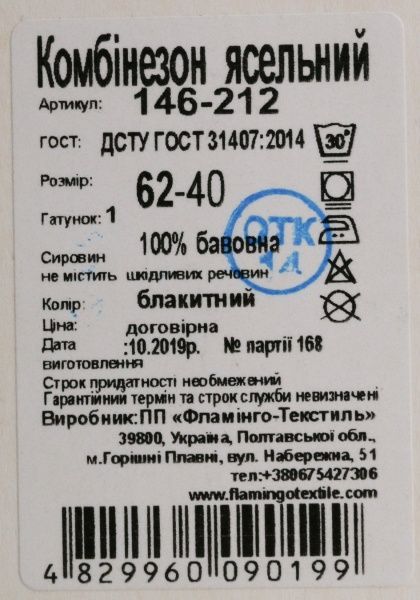 Комбінезон ясельний
Артикул: 146-212
ГОСТ: ДСТУ ГОСТ 31407:2014
30°
Розмір: 62-40
Гатунок: 1
ОТК
1Д
Сировин 100% бавовна
не містить шкідливих речовин
Колір: блакитний
Ціна: договірна
Дата :10.2019р. № партії 168
виготовлення
Строк придатності необмежений
Гарантійний термін та строк служби невизначені
Виробник:ПП «Фламінго-Текстиль»
39800, Україна, Полтавської обл.,
м.Горішні Плавні, вул. Набережна, 51
тел:+380675427306
www.flamingotextile.com
4 829960 090199